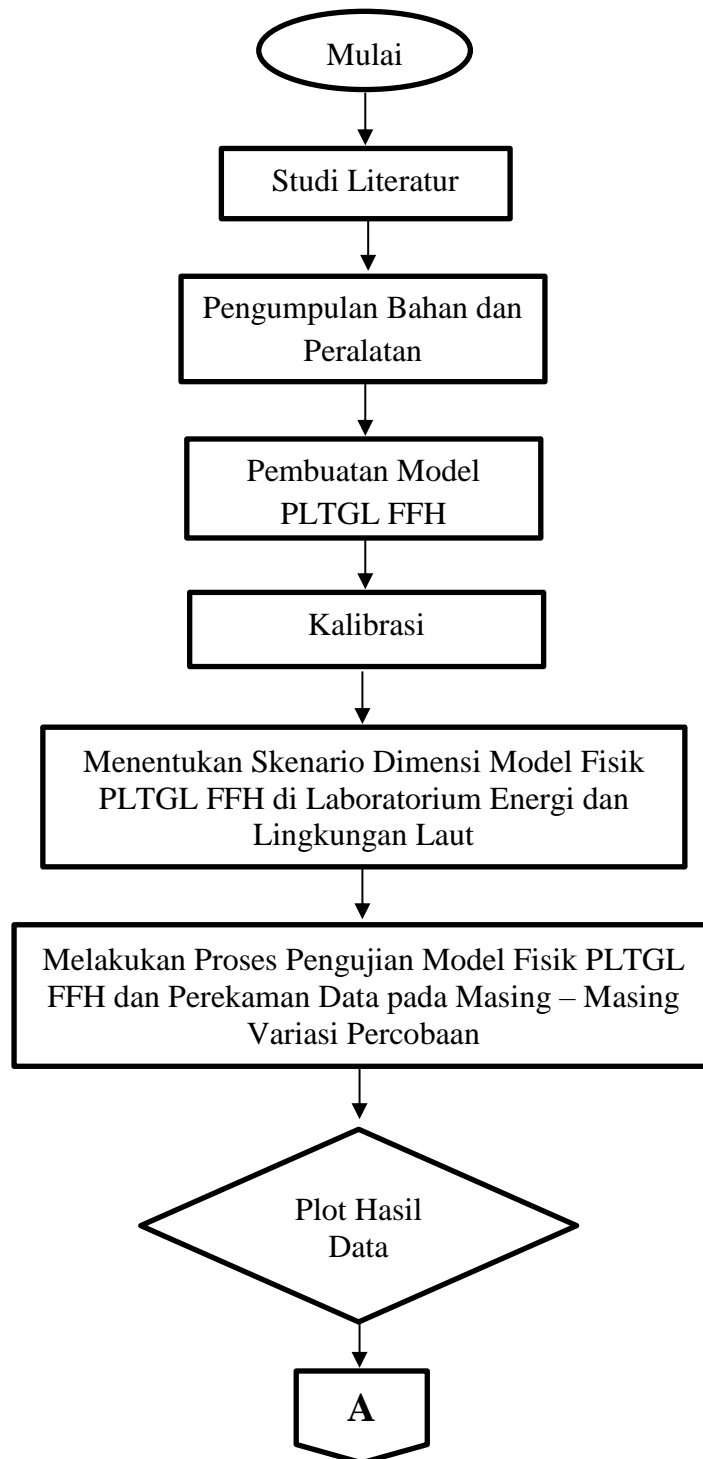 Mulai
Studi Literatur
Pengumpulan Bahan dan
Peralatan
Pembuatan Model
PLTGL FFH
Kalibrasi
Menentukan Skenario Dimensi Model Fisik
PLTGL FFH di Laboratorium Energi dan
Lingkungan Laut
Melakukan Proses Pengujian Model Fisik PLTGL
FFH dan Perekaman Data pada Masing – Masing
Variasi Percobaan
Plot Hasil
Data
A